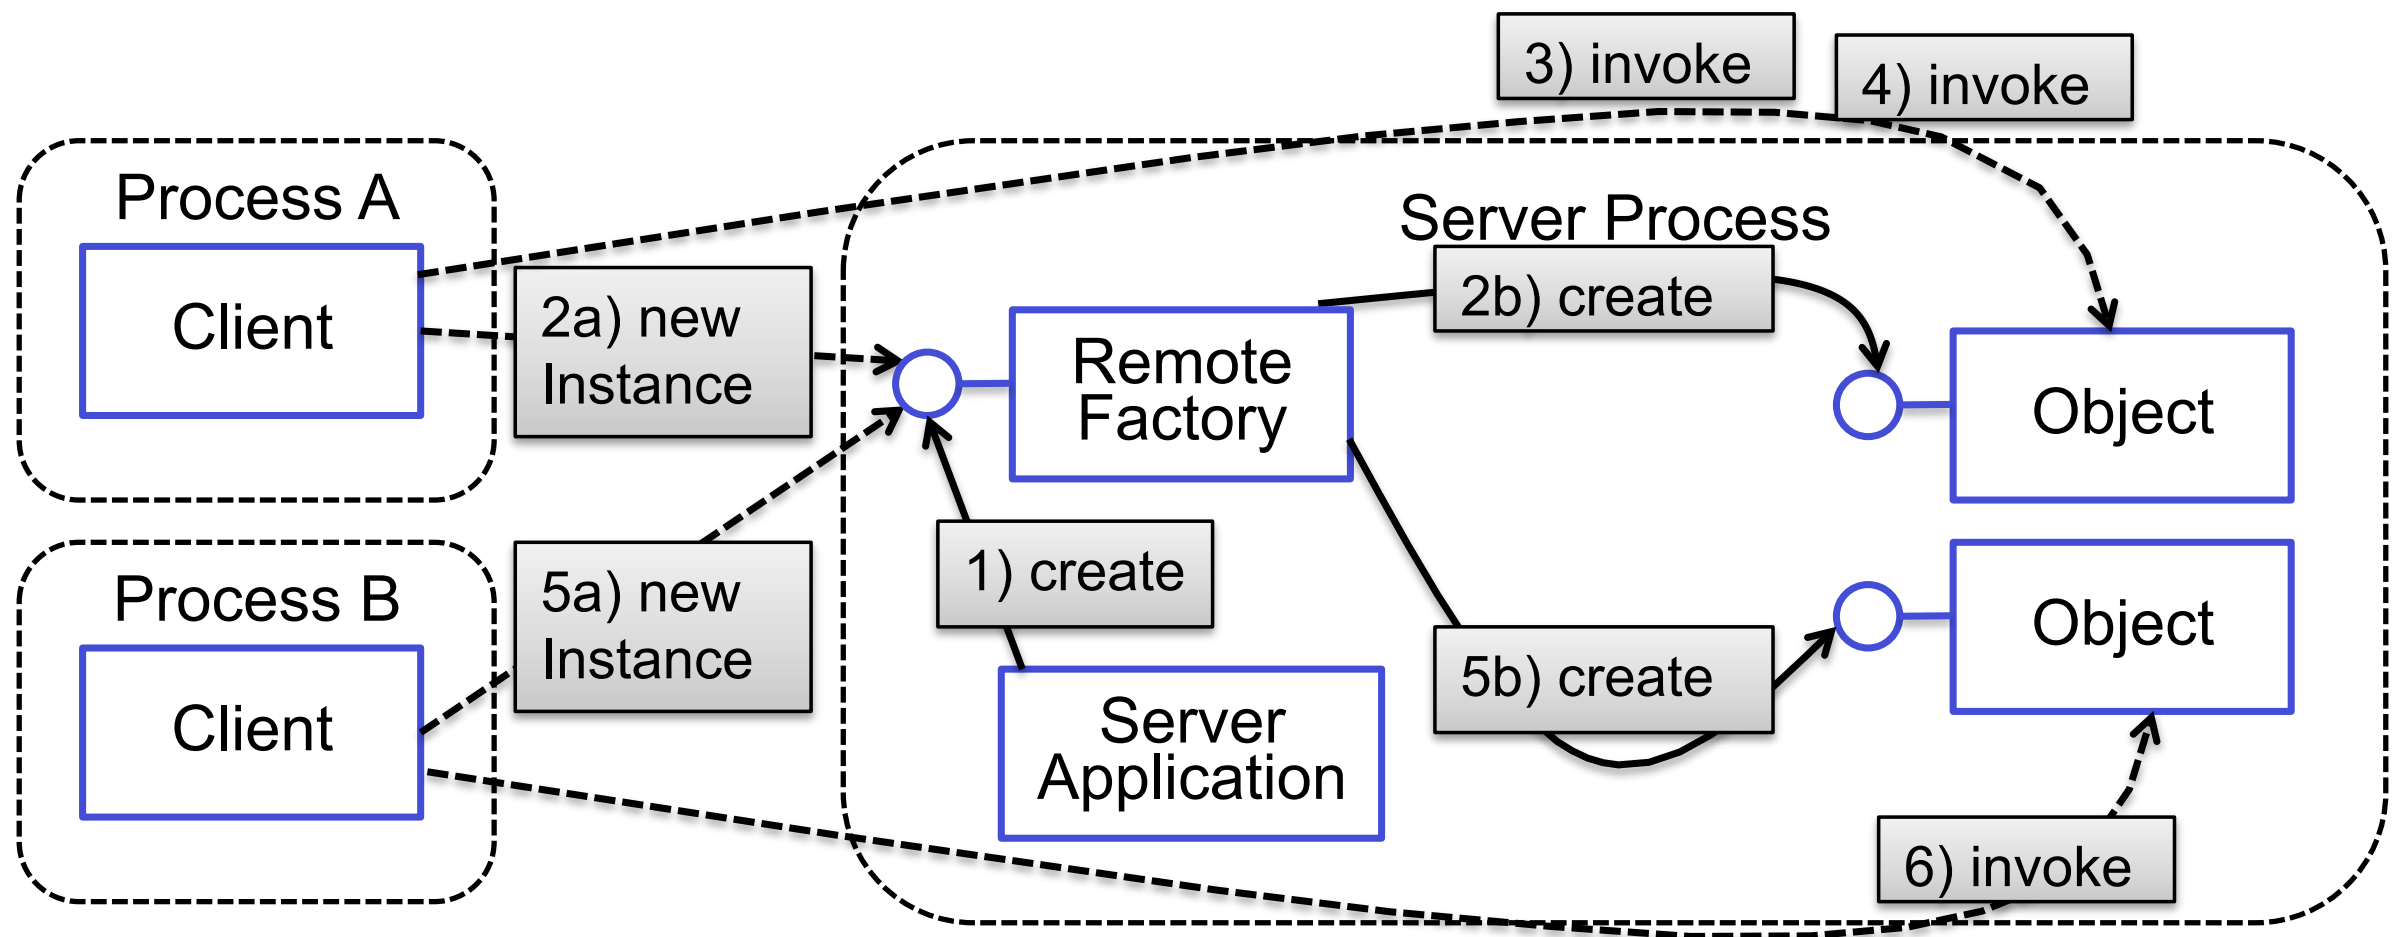 3) invoke
4) invoke
Process A
Client
2a) new
Instance
Server Process
2b) create
Remote
Factory
Object
1) create
Process B
Client
5a) new
Instance
Server
Application
5b) create
Object
6) invoke